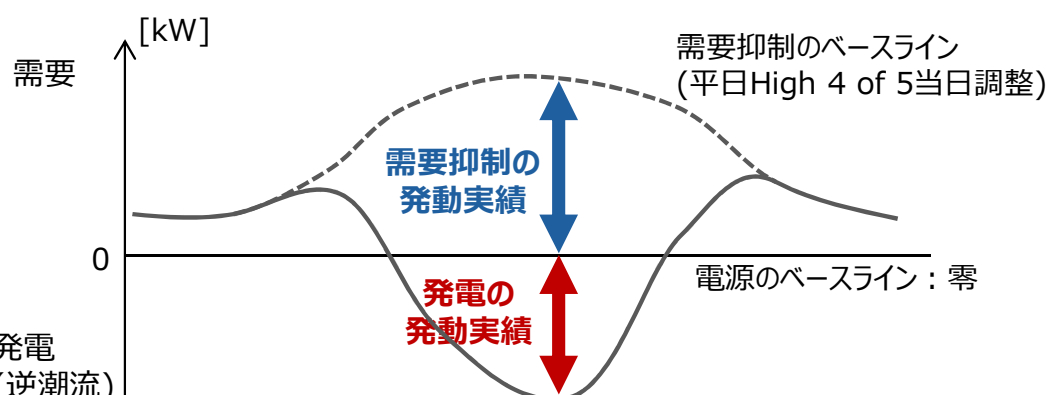 [kW]
需要
需要抑制のベースライン
(平日High 4 of 5当日調整)
需要抑制の
発動実績
0
電源のベースライン：零
発電の
発動実績
発電
(逆潮流)